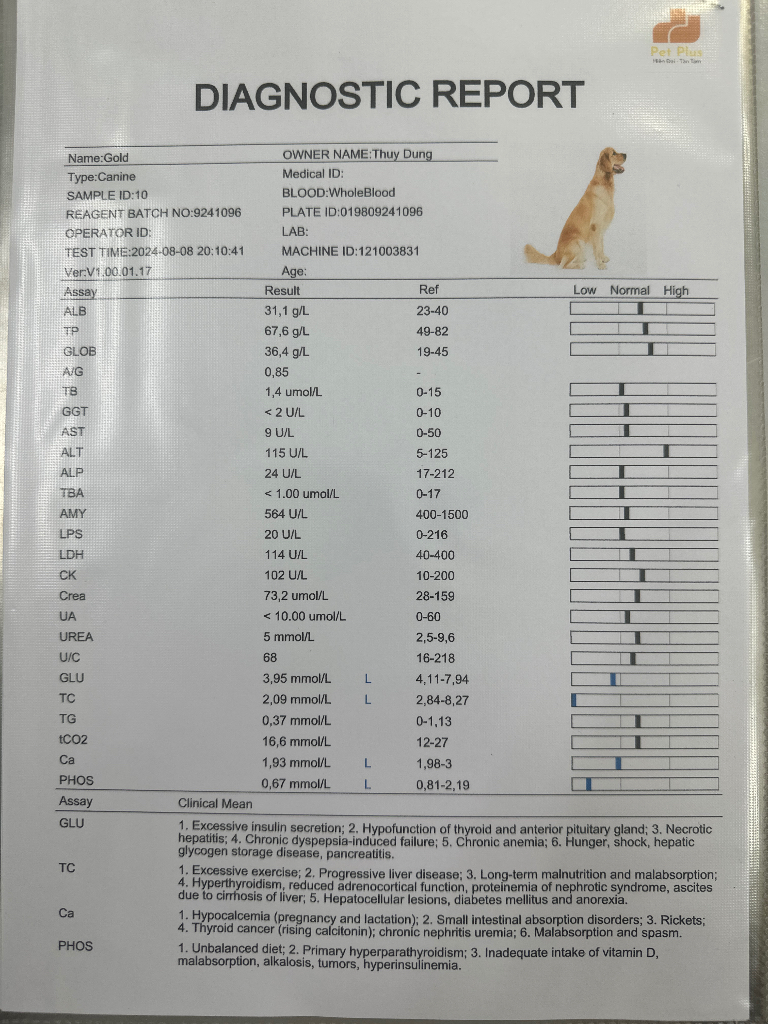 Pet Plus
DIAGNOSTIC REPORT
Name:Gold OWNER NAME:Thuy Dung
Type:Canine Medical ID:
SAMPLE ID:10 BLOOD:WholeBlood
REAGENT BATCH NO:9241096 PLATE ID:019809241096
OPERATOR ID: LAB:
TEST TIME:2024-08-08 20:10:41 MACHINE ID:121003831
Ver:V1.00.01.17 Age:
Assay Result Ref Low Normal High
ALB 31,1 g/L 23-40
TP 67,6 g/L 49-82
GLOB 36,4 g/L 19-45
A/G 0,85 -
TB 1,4 umol/L 0-15
GGT < 2 U/L 0-10
AST 9 U/L 0-50
ALT 115 U/L 5-125
ALP 24 U/L 17-212
TBA < 1.00 umol/L 0-17
AMY 564 U/L 400-1500
LPS 20 U/L 0-216
LDH 114 U/L 40-400
CK 102 U/L 10-200
Crea 73,2 umol/L 28-159
UA < 10.00 umol/L 0-60
UREA 5 mmol/L 2,5-9,6
U/C 68 16-218
GLU 3,95 mmol/L L 4,11-7,94
TC 2,09 mmol/L L 2,84-8,27
TG 0,37 mmol/L 0-1,13
tCO2 16,6 mmol/L 12-27
Ca 1,93 mmol/L L 1,98-3
PHOS 0,67 mmol/L L 0,81-2,19
Assay Clinical Mean
GLU 1. Excessive insulin secretion; 2. Hypofunction of thyroid and anterior pituitary gland; 3. Necrotic
hepatitis; 4. Chronic dyspepsia-induced failure; 5. Chronic anemia; 6. Hunger, shock, hepatic
glycogen storage disease, pancreatitis.
TC 1. Excessive exercise; 2. Progressive liver disease; 3. Long-term malnutrition and malabsorption;
4. Hyperthyroidism, reduced adrenocortical function, proteinemia of nephrotic syndrome, ascites
due to cirrhosis of liver; 5. Hepatocellular lesions, diabetes mellitus and anorexia.
Ca 1. Hypocalcemia (pregnancy and lactation); 2. Small intestinal absorption disorders; 3. Rickets;
4. Thyroid cancer (rising calcitonin); chronic nephritis uremia; 6. Malabsorption and spasm.
PHOS 1. Unbalanced diet; 2. Primary hyperparathyroidism; 3. Inadequate intake of vitamin D,
malabsorption, alkalosis, tumors, hyperinsulinemia.